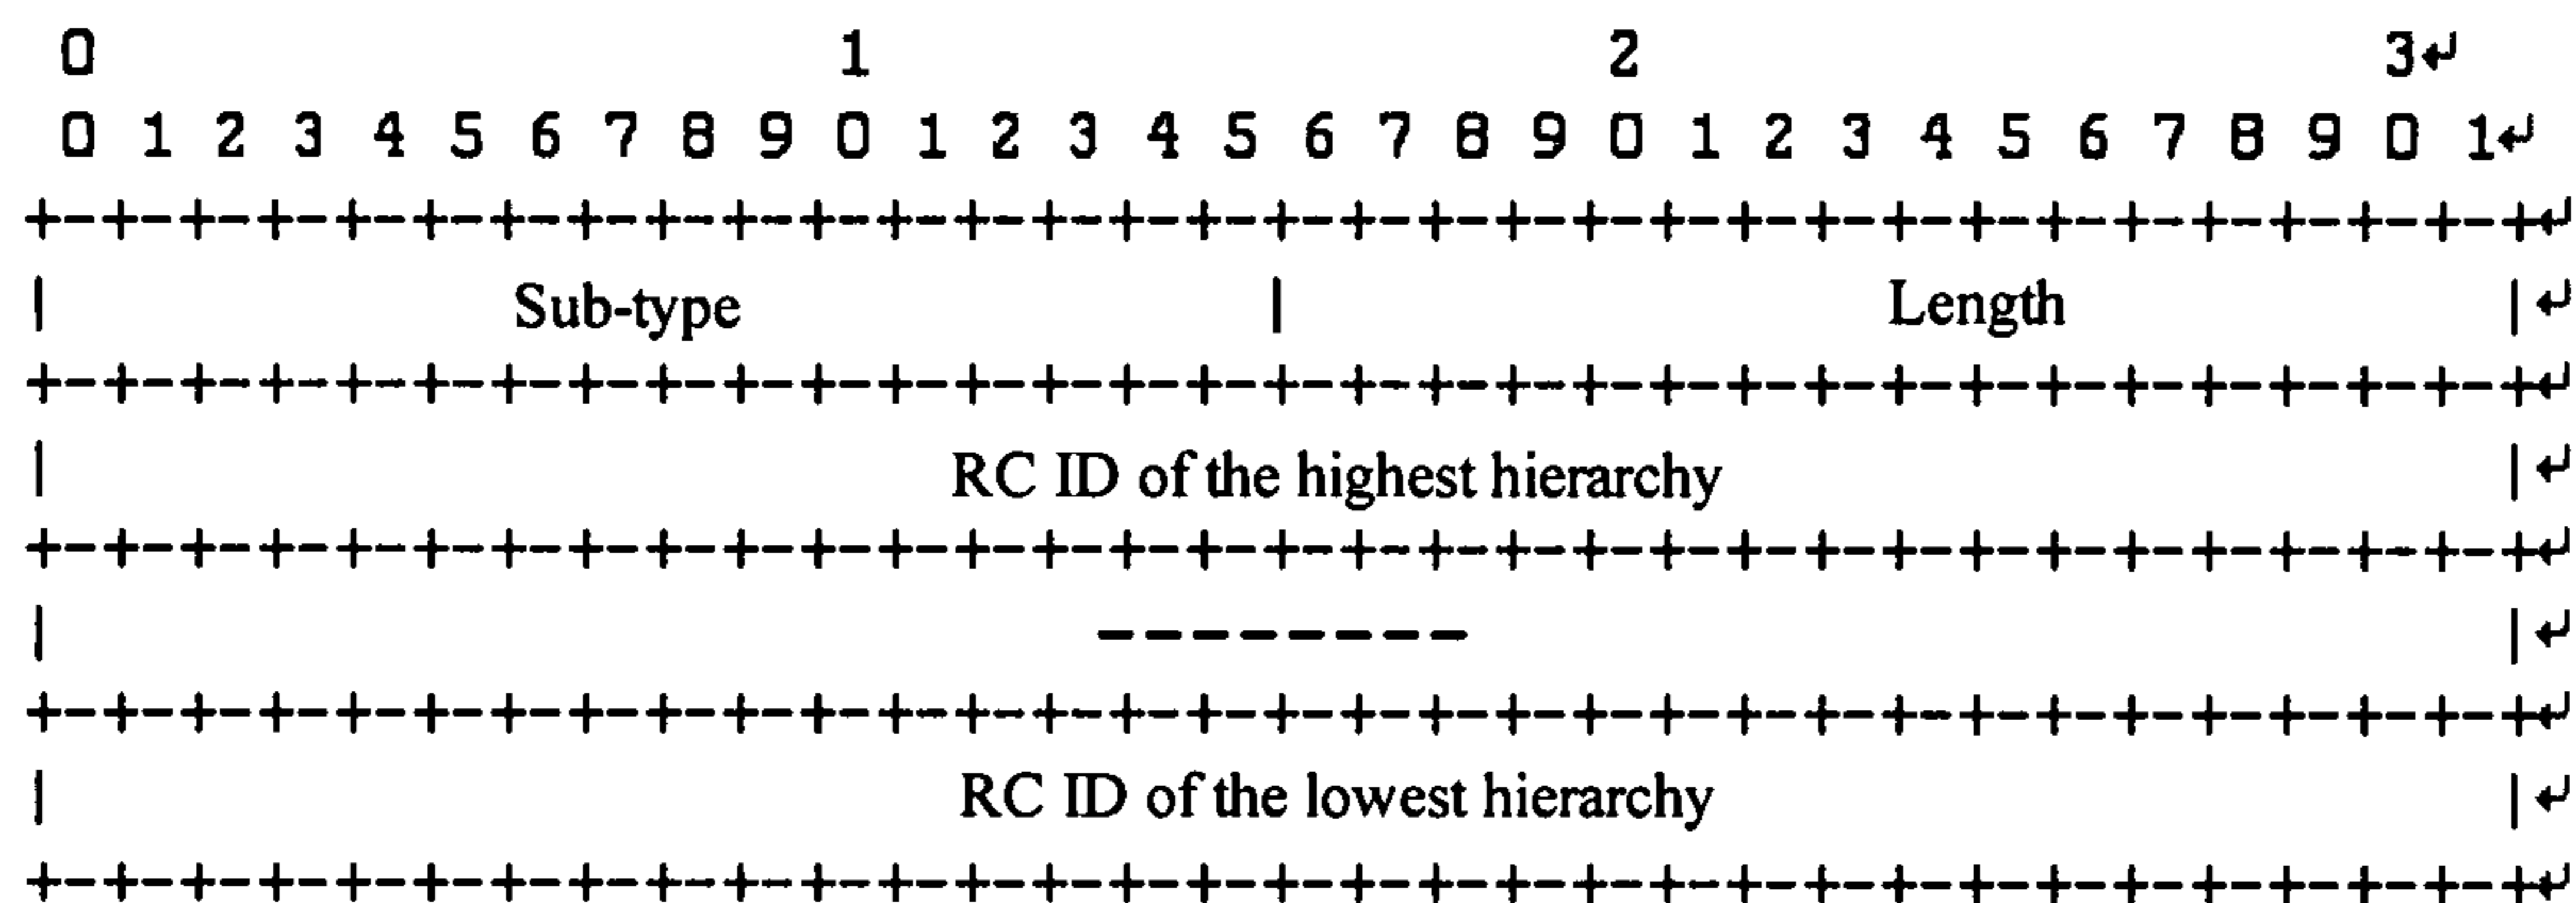 0 1 2 3↵
0 1 2 3 4 5 6 7 8 9 0 1 2 3 4 5 6 7 8 9 0 1 2 3 4 5 6 7 8 9 0 1↵
+-+-+-+-+-+-+-+-+-+-+-+-+-+-+-+-+-+-+-+-+-+-+-+-+-+-+-+-+-+-+-+-+↵
| Sub-type | Length |↵
+-+-+-+-+-+-+-+-+-+-+-+-+-+-+-+-+-+-+-+-+-+-+-+-+-+-+-+-+-+-+-+-+↵
| RC ID of the highest hierarchy |↵
+-+-+-+-+-+-+-+-+-+-+-+-+-+-+-+-+-+-+-+-+-+-+-+-+-+-+-+-+-+-+-+-+↵
| -------- |↵
+-+-+-+-+-+-+-+-+-+-+-+-+-+-+-+-+-+-+-+-+-+-+-+-+-+-+-+-+-+-+-+-+↵
| RC ID of the lowest hierarchy |↵
+-+-+-+-+-+-+-+-+-+-+-+-+-+-+-+-+-+-+-+-+-+-+-+-+-+-+-+-+-+-+-+-+↵